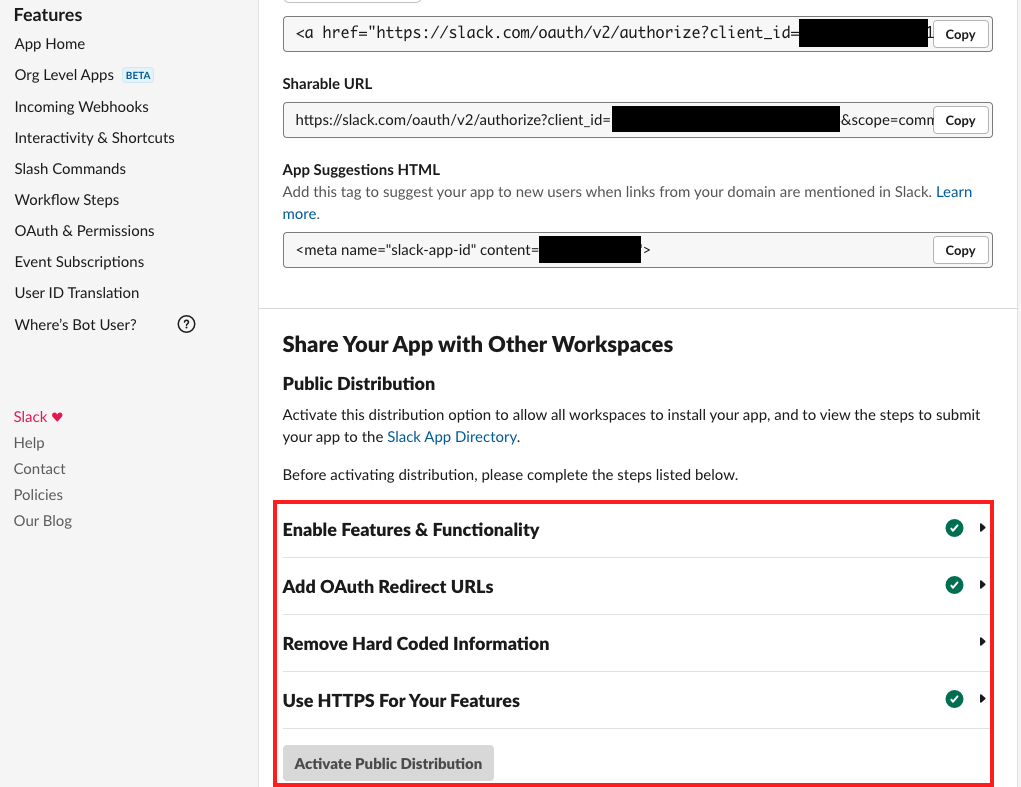 Features
App Home
Org Level Apps BETA
Incoming Webhooks
Interactivity & Shortcuts
Slash Commands
Workflow Steps
OAuth & Permissions
Event Subscriptions
User ID Translation
Where's Bot User? ?
Slack ♥
Help
Contact
Policies
Our Blog
<a href="https://slack.com/oauth/v2/authorize?client_id= 1 Copy
Sharable URL
https://slack.com/oauth/v2/authorize?client_id= &scope=comm Copy
App Suggestions HTML
Add this tag to suggest your app to new users when links from your domain are mentioned in Slack. Learn
more.
<meta name="slack-app-id" content= "> Copy
Share Your App with Other Workspaces
Public Distribution
Activate this distribution option to allow all workspaces to install your app, and to view the steps to submit
your app to the Slack App Directory.
Before activating distribution, please complete the steps listed below.
Enable Features & Functionality
Add OAuth Redirect URLs
Remove Hard Coded Information
Use HTTPS For Your Features
Activate Public Distribution